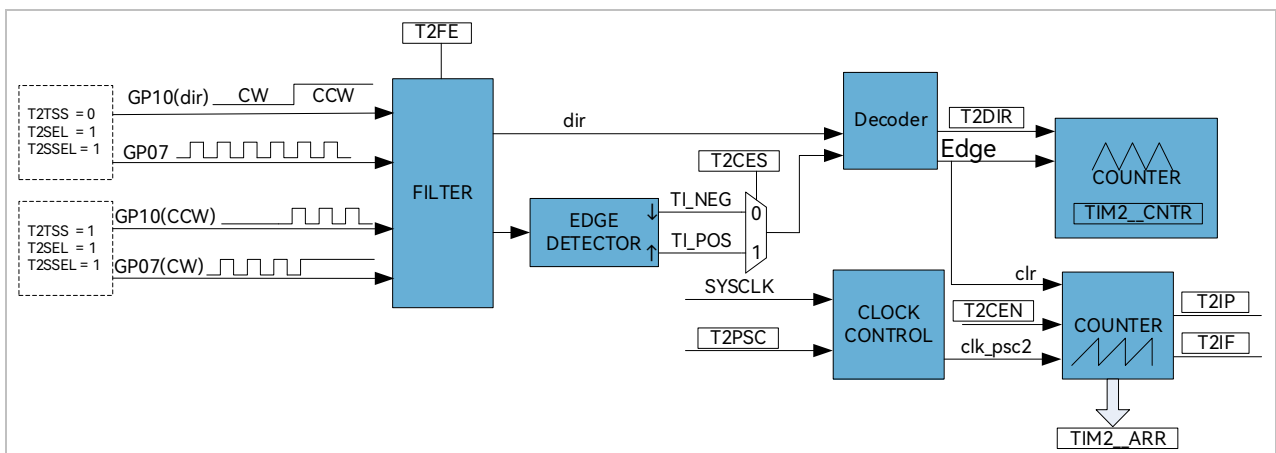 T2FE
GP10(dir)
CW
CCW
T2TSS = 0
T2SEL = 1
T2SSEL = 1
GP07
FILTER
dir
T2CES
Decoder
T2DIR
Edge
COUNTER
TIM2__CNTR
EDGE
DETECTOR
↓
↑
TI_NEG
TI_POS
0
1
T2TSS = 1
T2SEL = 1
T2SSEL = 1
GP10(CCW)
GP07(CW)
SYSCLK
T2PSC
CLOCK
CONTROL
clr
T2CEN
clk_psc2
COUNTER
T2IP
T2IF
TIM2__ARR